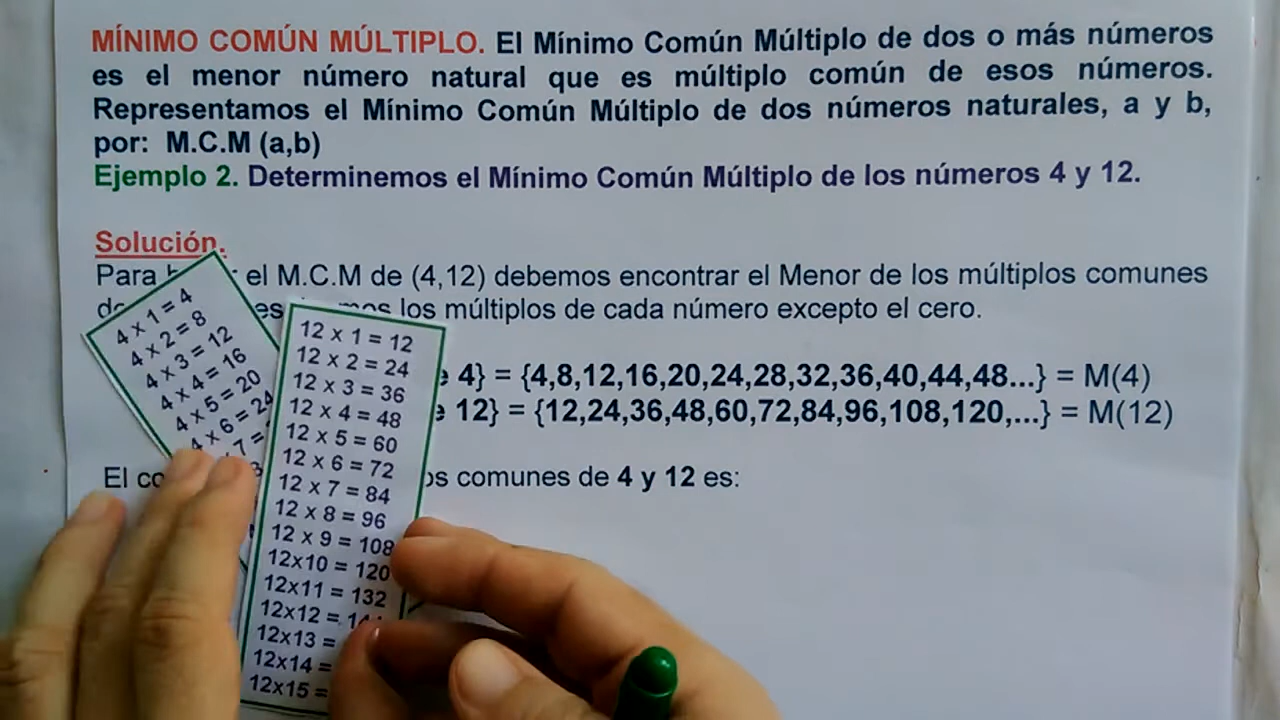 MÍNIMO COMÚN MÚLTIPLO. El Mínimo Común Múltiplo de dos o más números
es el menor número natural que es múltiplo común de esos números.
Representamos el Mínimo Común Múltiplo de dos números naturales, a y b,
por: M.C.M (a,b)
Ejemplo 2. Determinemos el Mínimo Común Múltiplo de los números 4 y 12.
Solución.
Para el M.C.M de (4,12) debemos encontrar el Menor de los múltiplos comunes
los múltiplos de cada número excepto el cero.
4} = {4,8,12,16,20,24,28,32,36,40,44,48...} = M(4)
12} = {12,24,36,48,60,72,84,96,108,120,...} = M(12)
El comunes de 4 y 12 es:
4 x 1 = 4
4 x 2 = 8
4 x 3 = 12
4 x 4 = 16
4 x 5 = 20
4 x 6 = 24
12 x 1 = 12
12 x 2 = 24
12 x 3 = 36
12 x 4 = 48
12 x 5 = 60
12 x 6 = 72
12 x 7 = 84
12 x 8 = 96
12 x 9 = 108
12x10 = 120
12x11 = 132
12x12 =
12x13 =
12x14 =
12x15 =